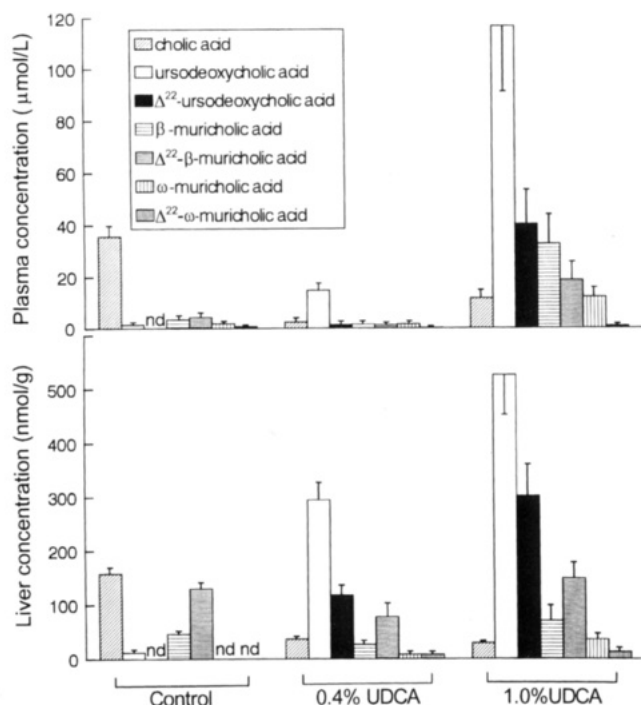 Plasma concentration ( μmol/L)
120
100
80
60
40
20
0
cholic acid
ursodeoxycholic acid
Δ²²-ursodeoxycholic acid
β -muricholic acid
Δ²²-β-muricholic acid
ω-muricholic acid
Δ²²-ω-muricholic acid
nd
Liver concentration (nmol/g)
500
400
300
200
100
0
nd
nd nd
Control
0.4% UDCA
1.0%UDCA